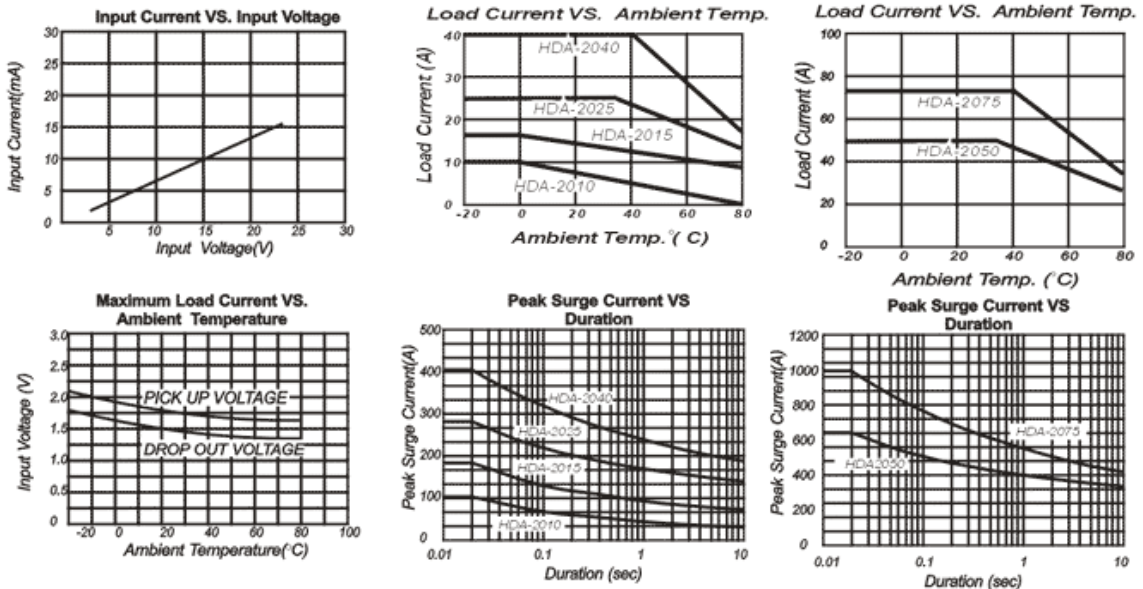 Input Current VS. Input Voltage
30
25
20
15
10
5
0
5 10 15 20 25 30
Input Current(mA)
Input Voltage(V)
Load Current VS. Ambient Temp.
40
30
20
10
0
-20 0 20 40 60 80
Load Current (A)
HDA-2040
HDA-2025
HDA-2015
HDA-2010
Ambient Temp.°( C)
Load Current VS. Ambient Temp.
100
80
60
40
20
0
-20 0 20 40 60 80
Load Current (A)
HDA-2075
HDA-2050
Ambient Temp. (°C)
Maximum Load Current VS.
Ambient Temperature
3.0
2.5
2.0
1.5
1.0
0.5
0
-20 0 20 40 60 80 100
Input Voltage (V)
PICK UP VOLTAGE
DROP OUT VOLTAGE
Ambient Temperature(°C)
Peak Surge Current VS
Duration
500
400
300
200
100
0
0.01 0.1 1 10
Peak Surge Current(A)
HDA-2040
HDA-2025
HDA-2015
HDA-2010
Duration (sec)
Peak Surge Current VS
Duration
1200
1000
800
600
400
200
0
0.01 0.1 1 10
Peak Surge Current(A)
HDA-2075
HDA2050
Duration (sec)